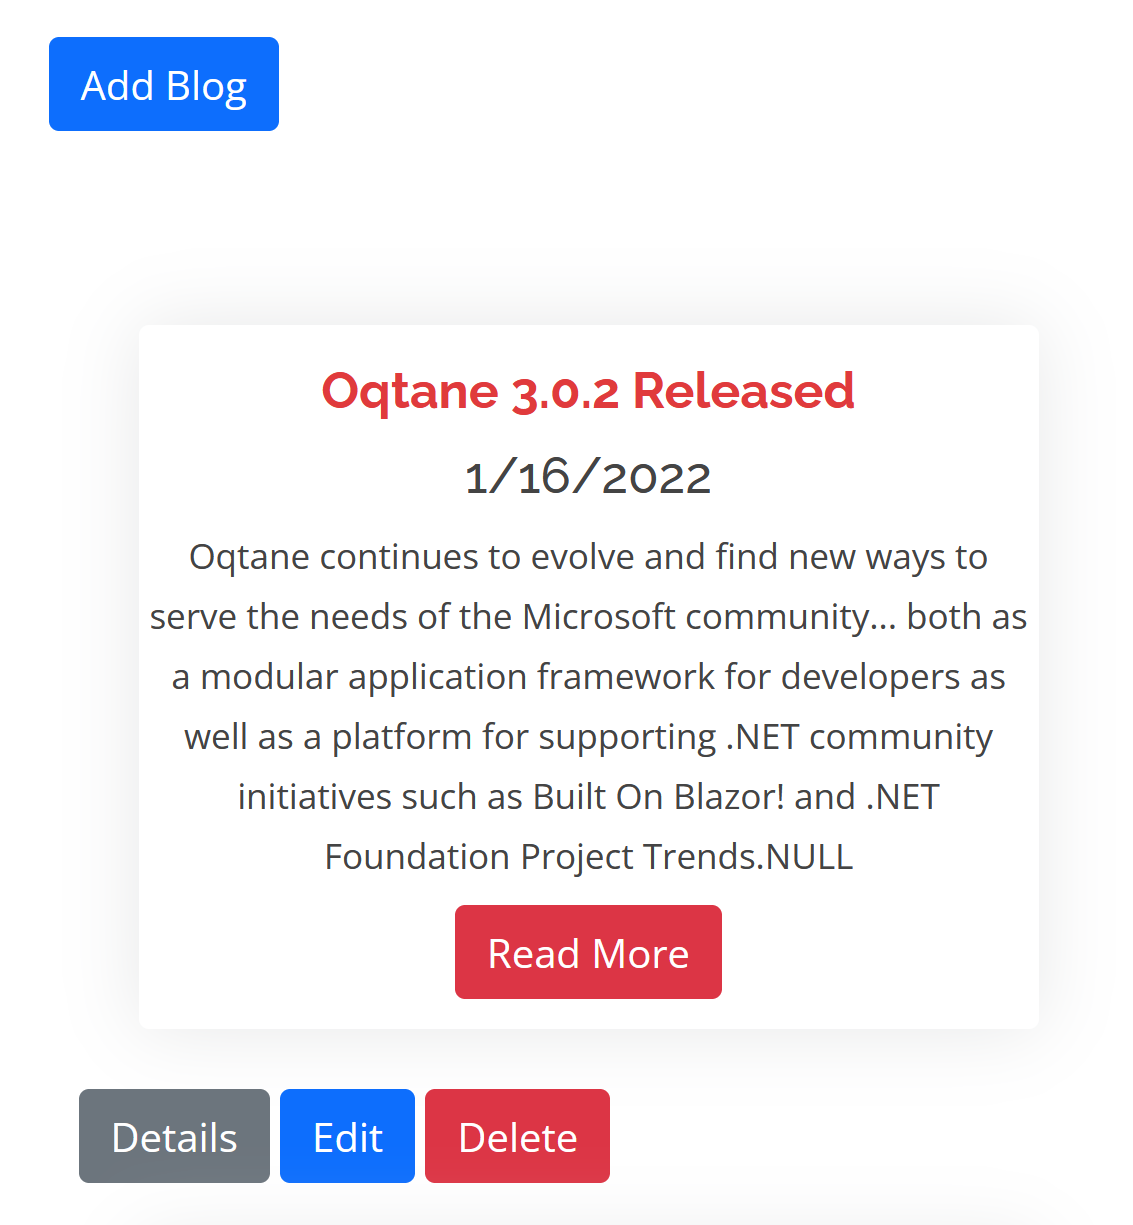 Add Blog
Oqtane 3.0.2 Released
1/16/2022
Oqtane continues to evolve and find new ways to
serve the needs of the Microsoft community... both as
a modular application framework for developers as
well as a platform for supporting .NET community
initiatives such as Built On Blazor! and .NET
Foundation Project Trends.NULL
Read More
Details Edit Delete